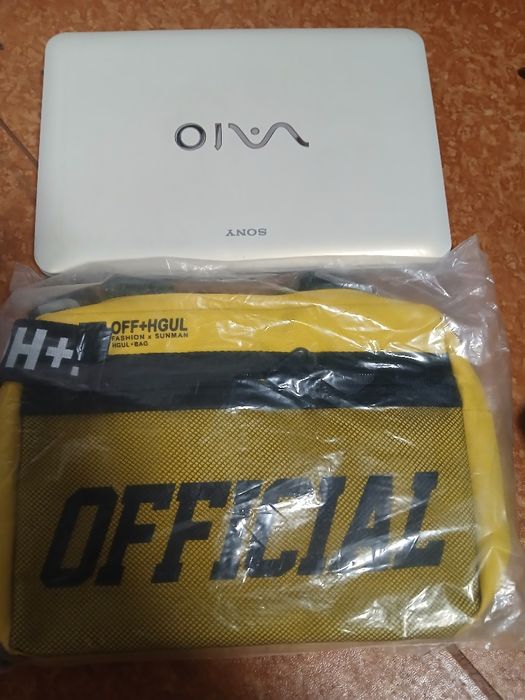 VAIO
SONY
H+!
OFF+HGUL
FASHION x SUNMAN
HGUL•BAG
OFFICIAL